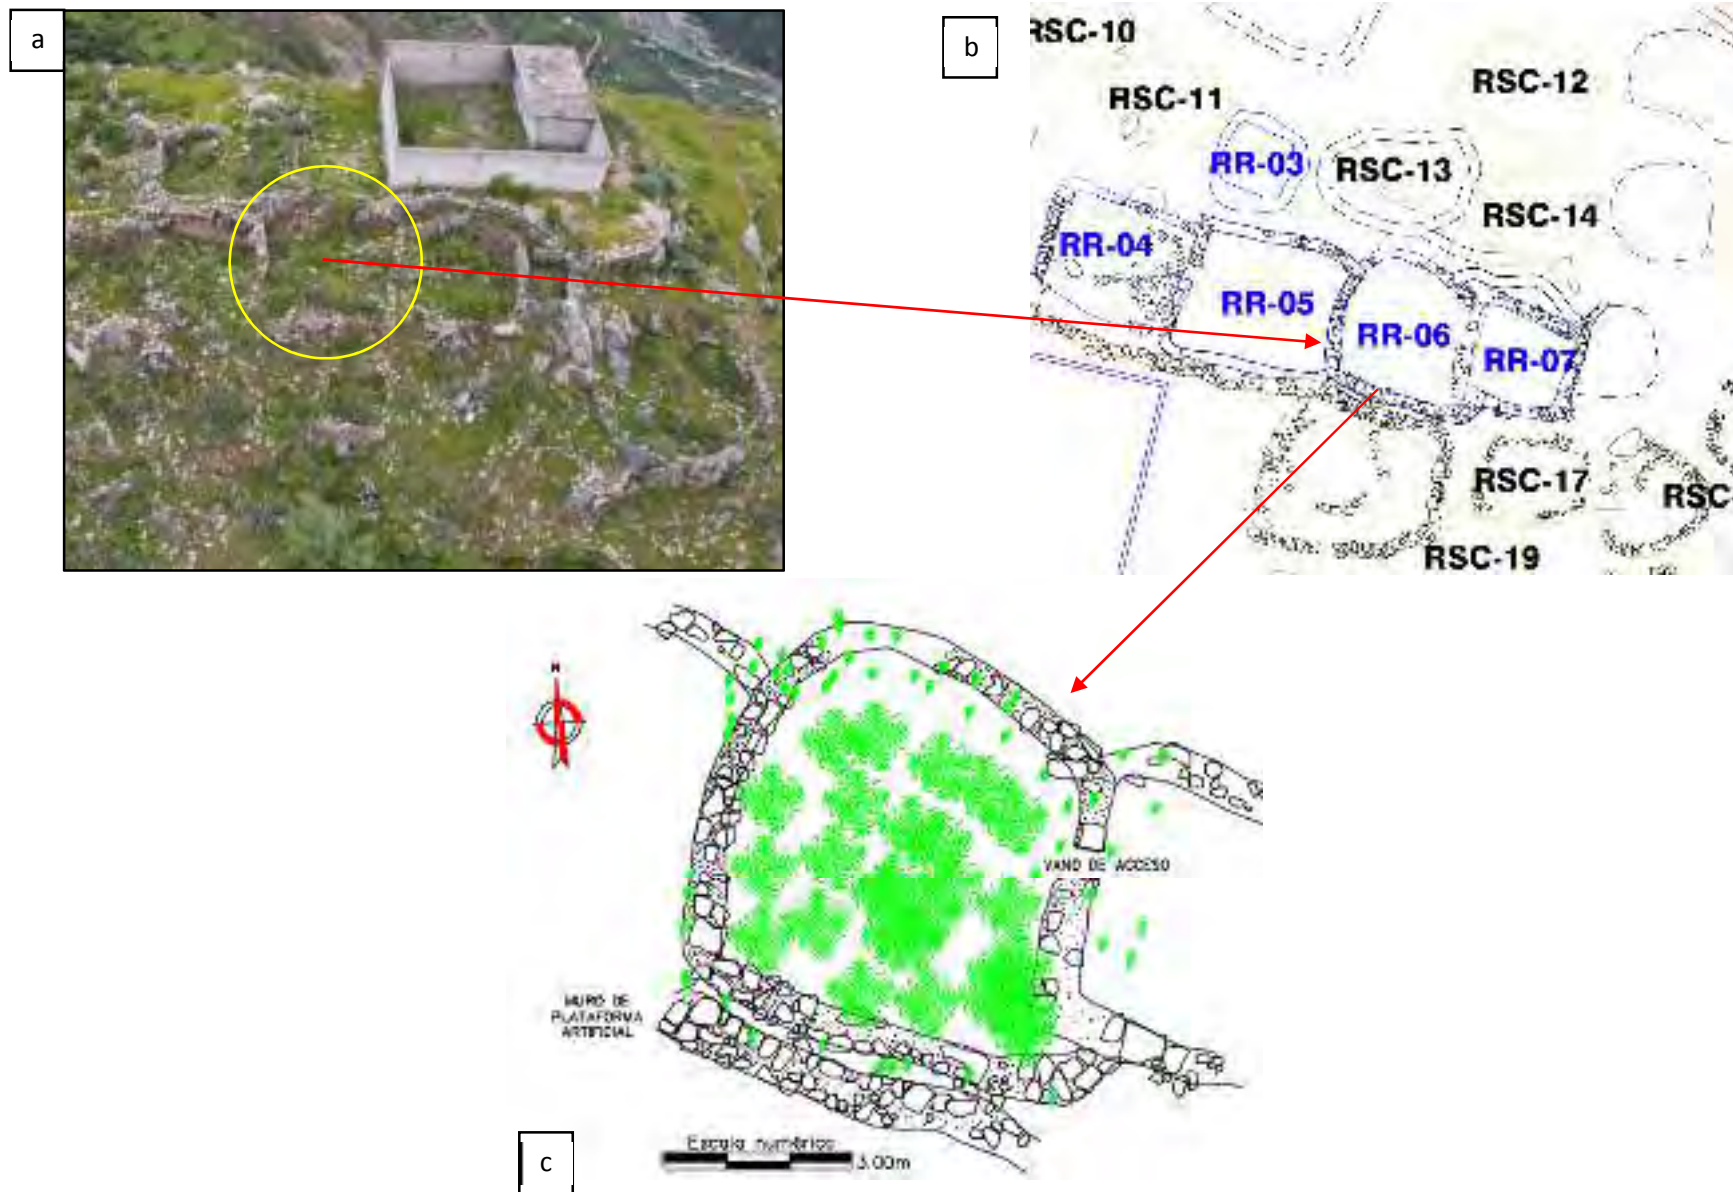 a
b
RSC-10
RSC-12
RSC-11
RR-03
RSC-13
RSC-14
RR-04
RR-05
RR-06
RR-07
RSC-17
RSC
RSC-19
N
VANO DE ACCESO
MURO DE
PLATAFORMA
ARTIFICIAL
Escala numérica
3.00m
c